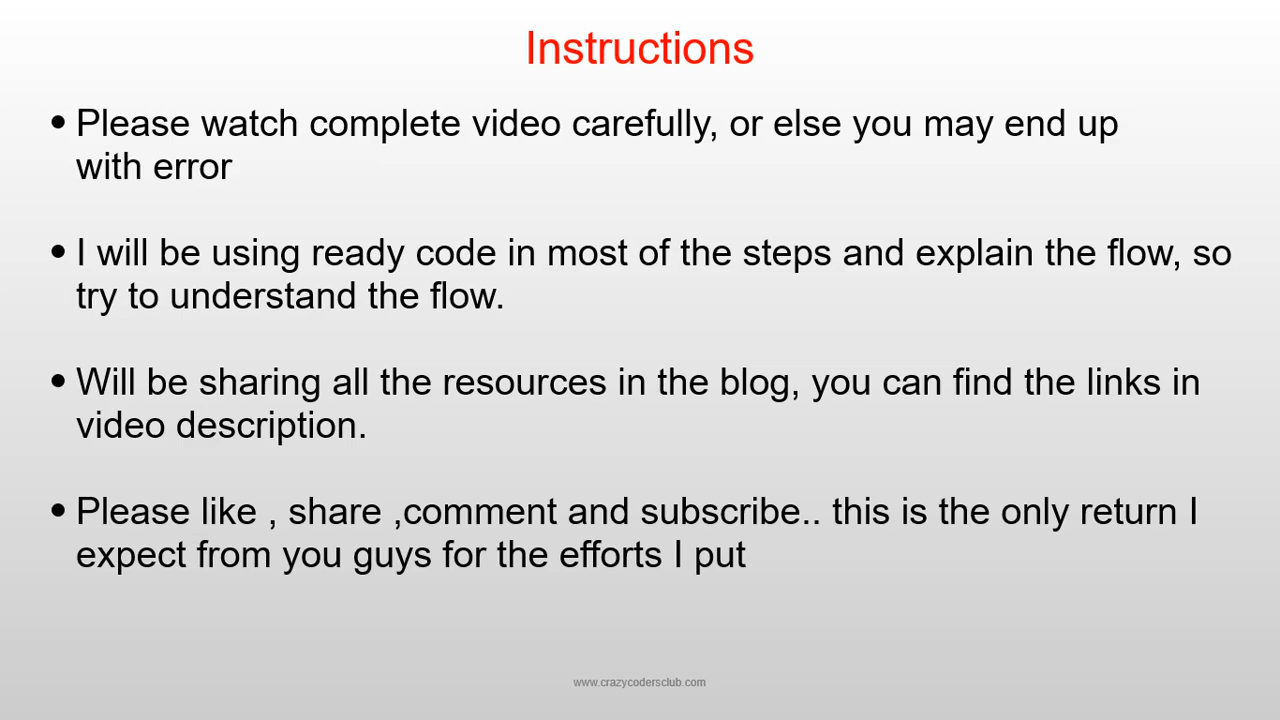 Instructions
• Please watch complete video carefully, or else you may end up
with error
• I will be using ready code in most of the steps and explain the flow, so
try to understand the flow.
• Will be sharing all the resources in the blog, you can find the links in
video description.
• Please like , share ,comment and subscribe.. this is the only return I
expect from you guys for the efforts I put
www.crazycodersclub.com